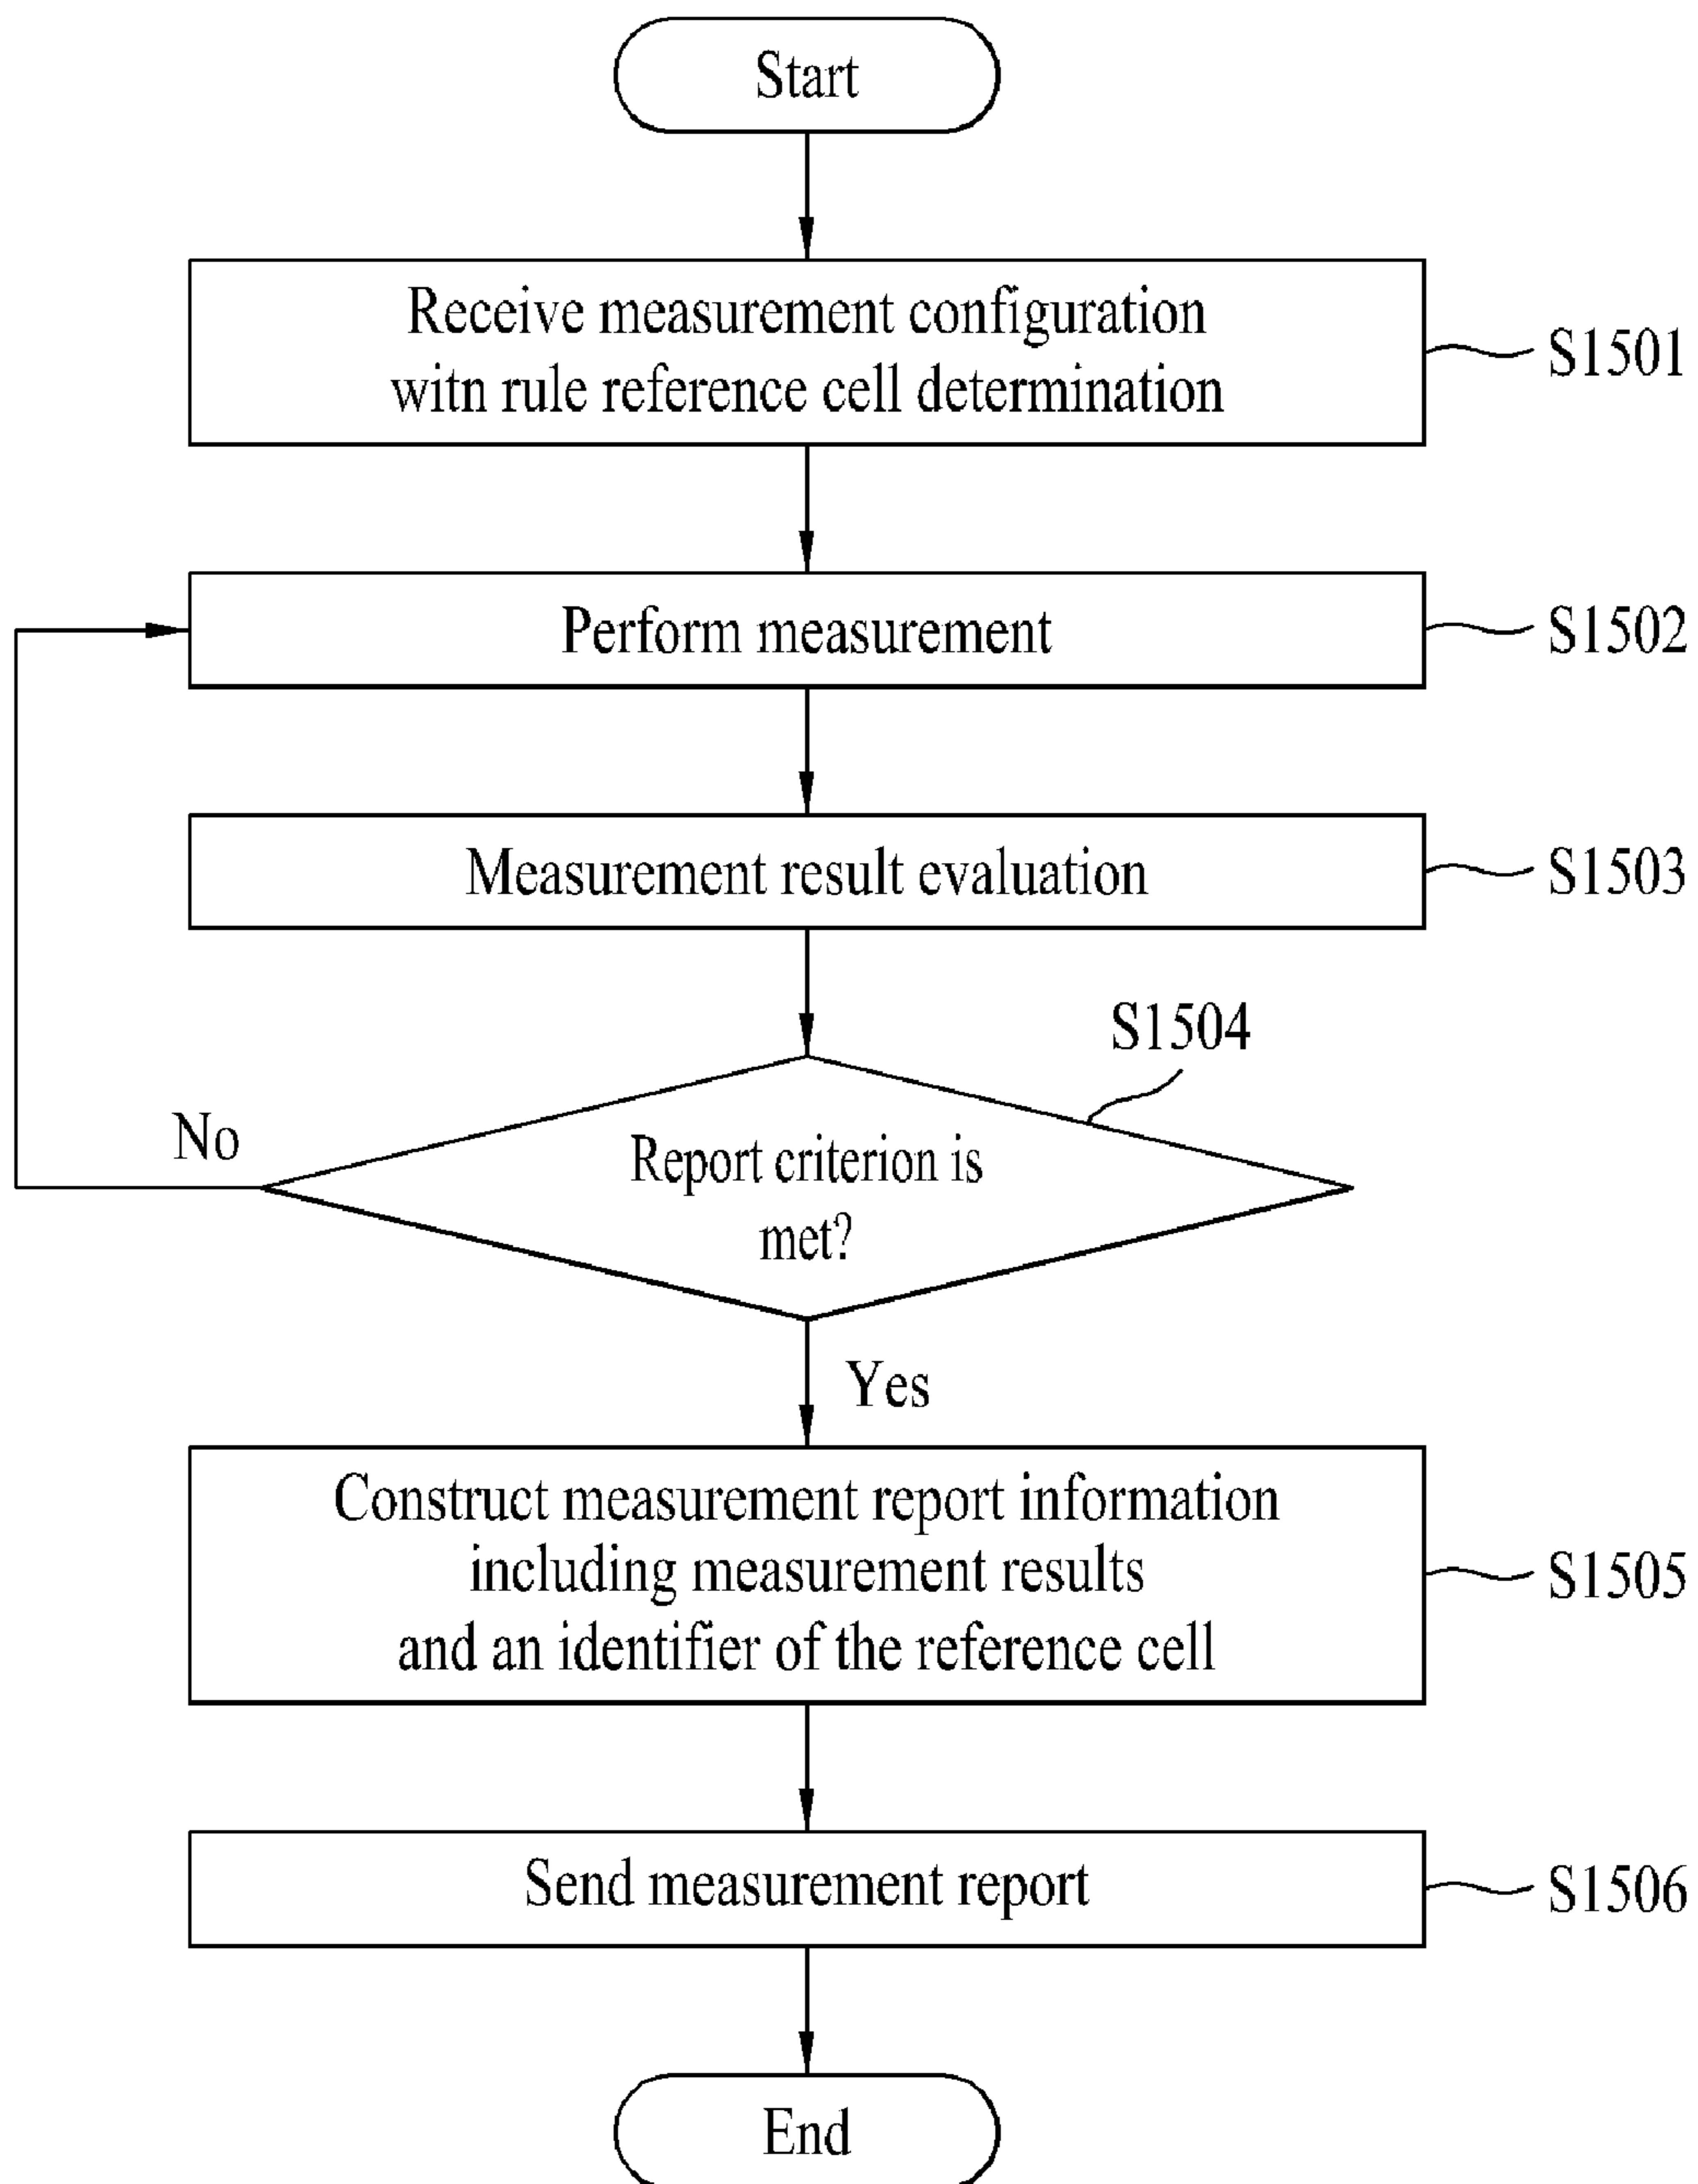 Start
Receive measurement configuration
witn rule reference cell determination
S1501
Perform measurement
S1502
Measurement result evaluation
S1503
S1504
No
Report criterion is
met?
Yes
Construct measurement report information
including measurement results
and an identifier of the reference cell
S1505
Send measurement report
S1506
End